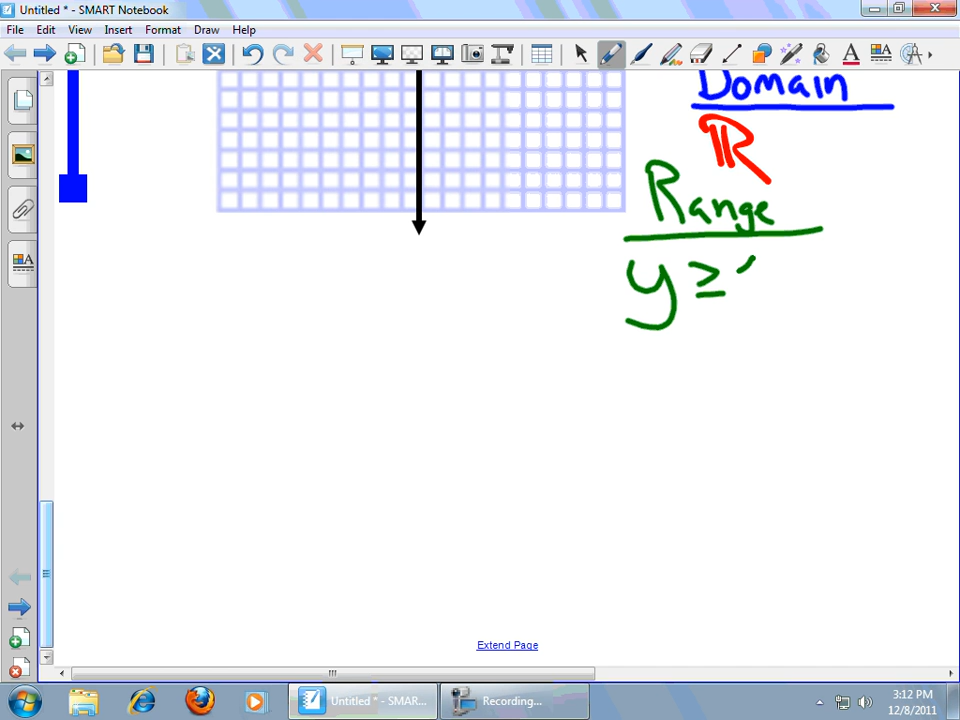 Untitled * - SMART Notebook
File Edit View Insert Format Draw Help
Domain
ℝ
Range
y ≥
Extend Page
Untitled * - SMAR...
Recording...
3:12 PM
12/8/2011